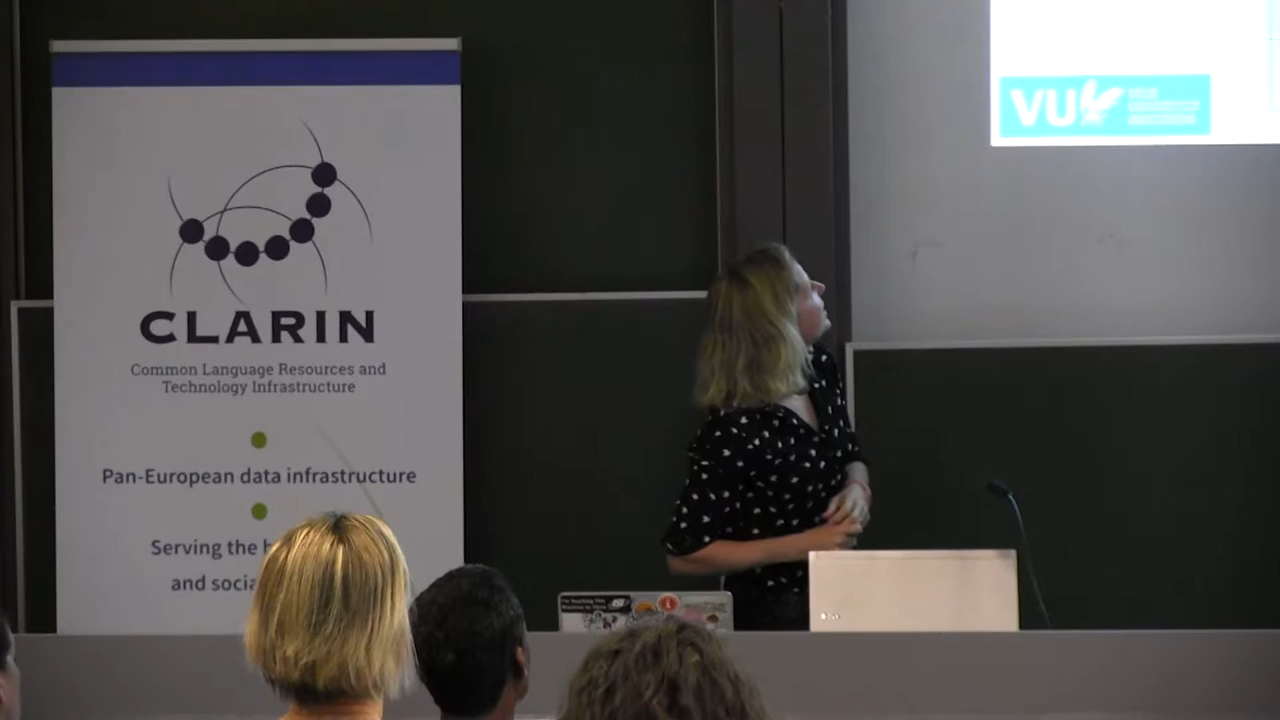 CLARIN
Common Language Resources and
Technology Infrastructure
Pan-European data infrastructure
Serving the
and socia
VU